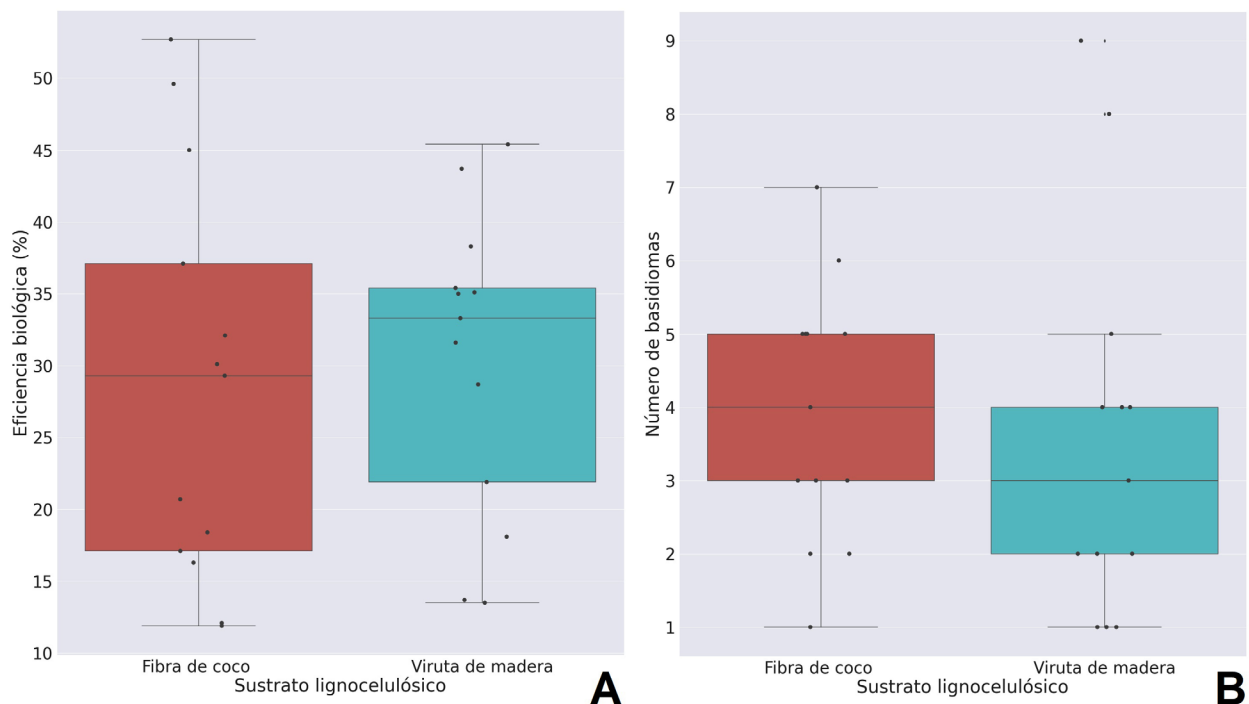 Eficiencia biológica (%)
50
45
40
35
30
25
20
15
10
Fibra de coco
Viruta de madera
Sustrato lignocelulósico
A
Número de basidiomas
9
8
7
6
5
4
3
2
1
Fibra de coco
Viruta de madera
Sustrato lignocelulósico
B